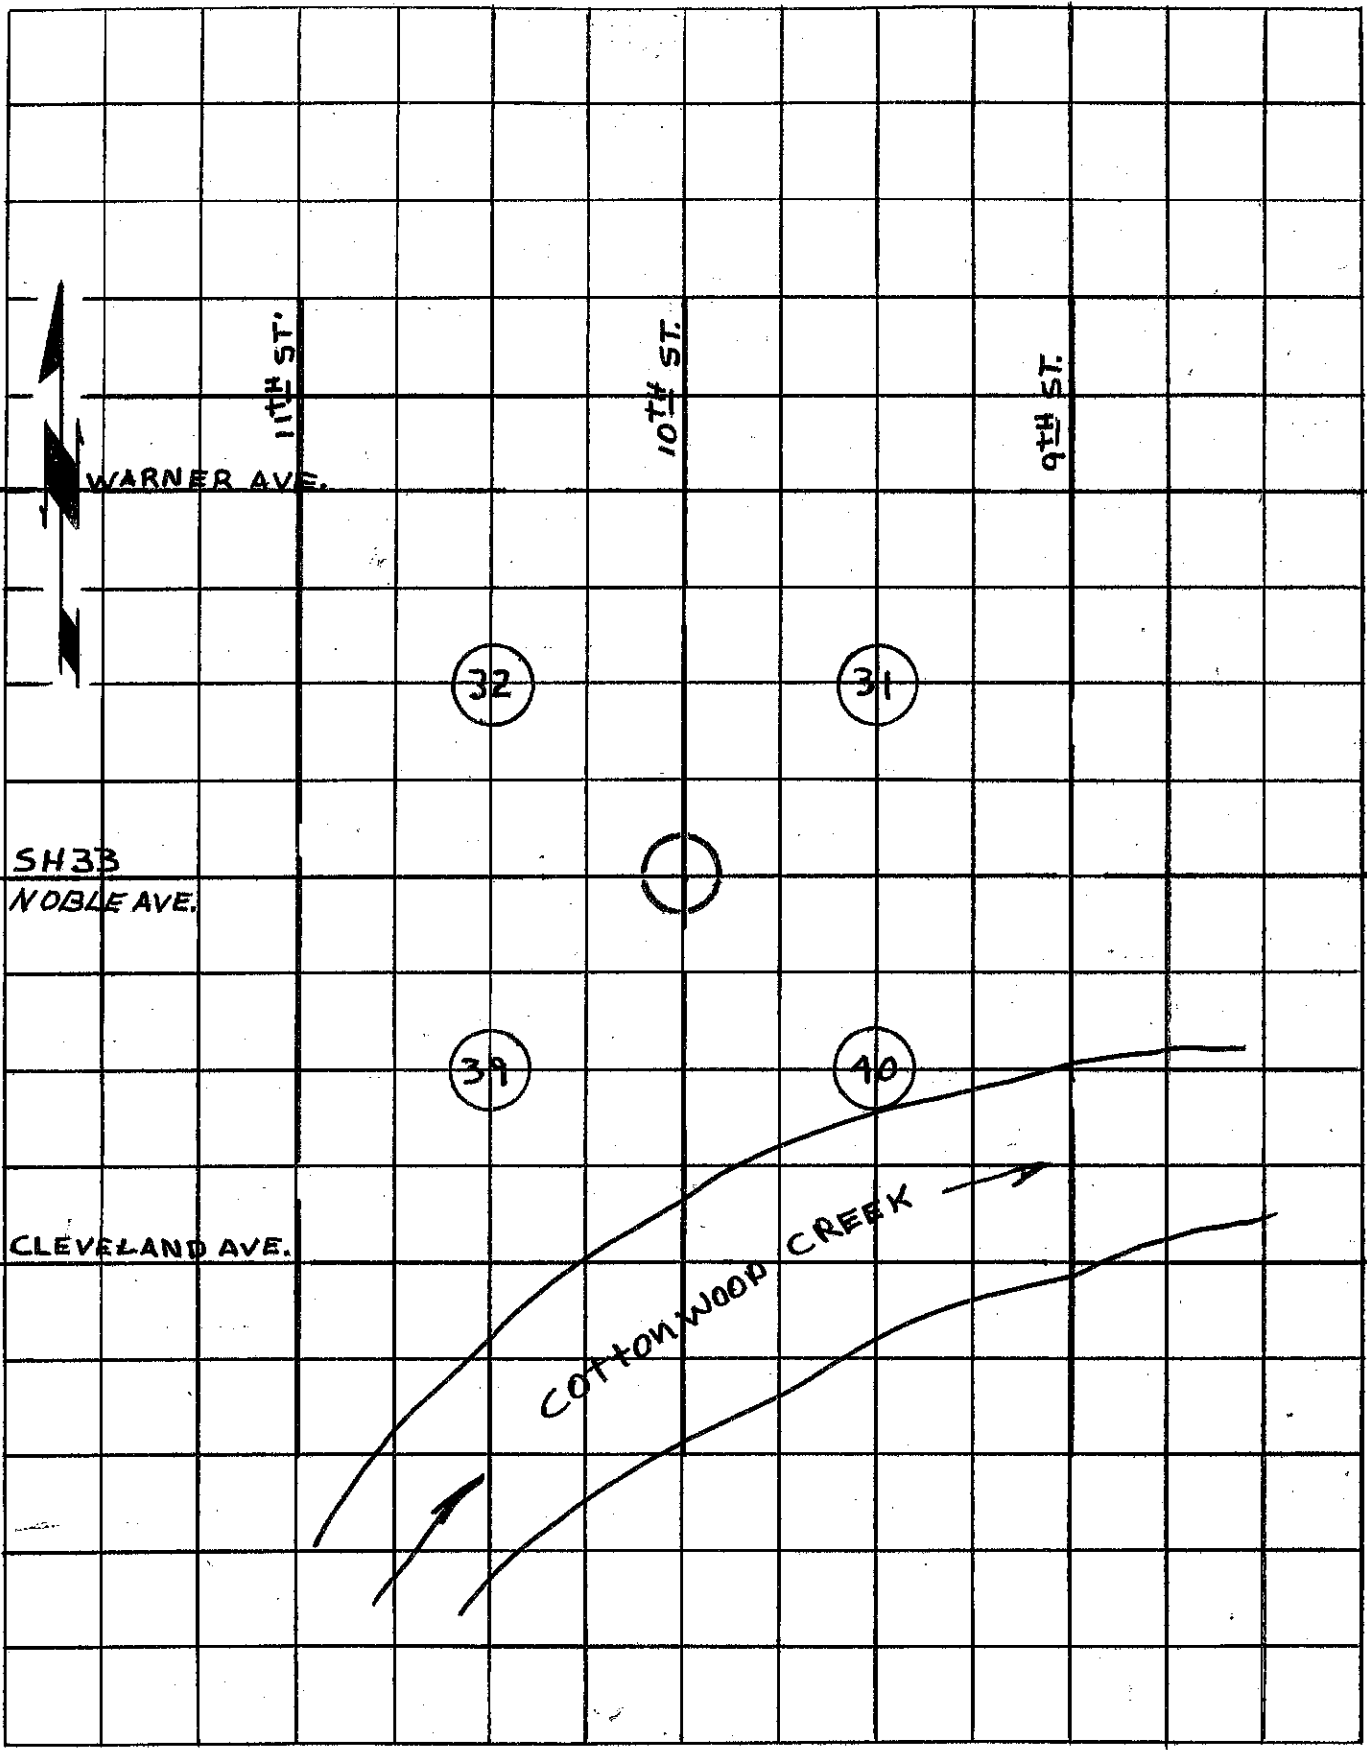 11TH ST.
10TH ST.
9TH ST.
WARNER AVE.
32
31
SH33
NOBLE AVE.
39
40
CLEVELAND AVE.
COTTONWOOD CREEK